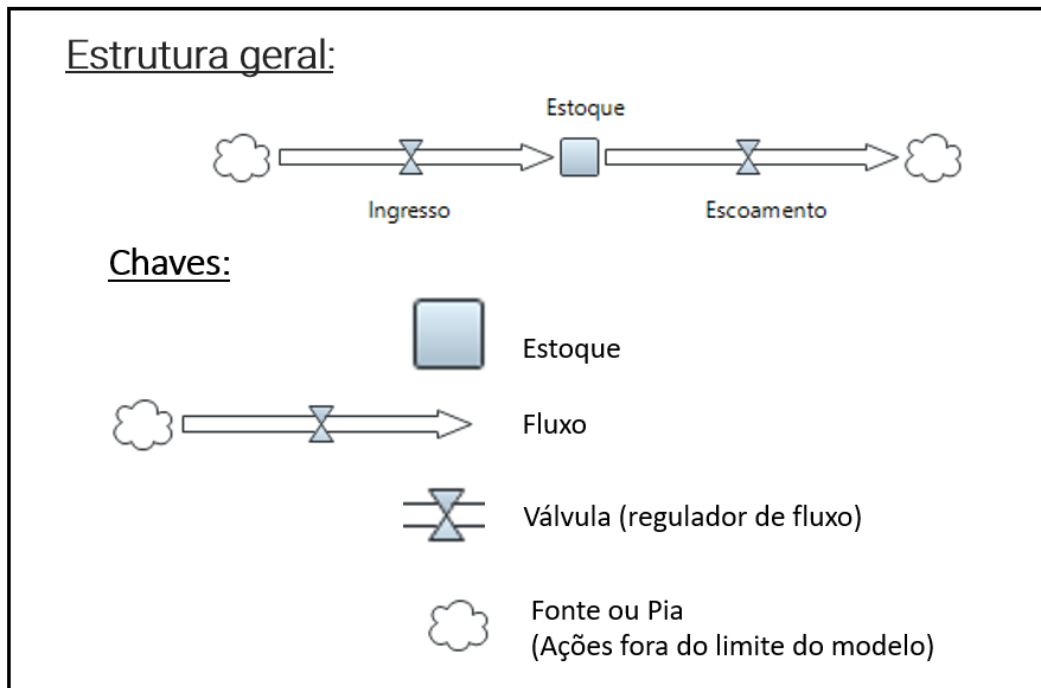 Estrutura geral:
Estoque
Ingresso
Escoamento
Chaves:
Estoque
Fluxo
Válvula (regulador de fluxo)
Fonte ou Pia
(Ações fora do limite do modelo)